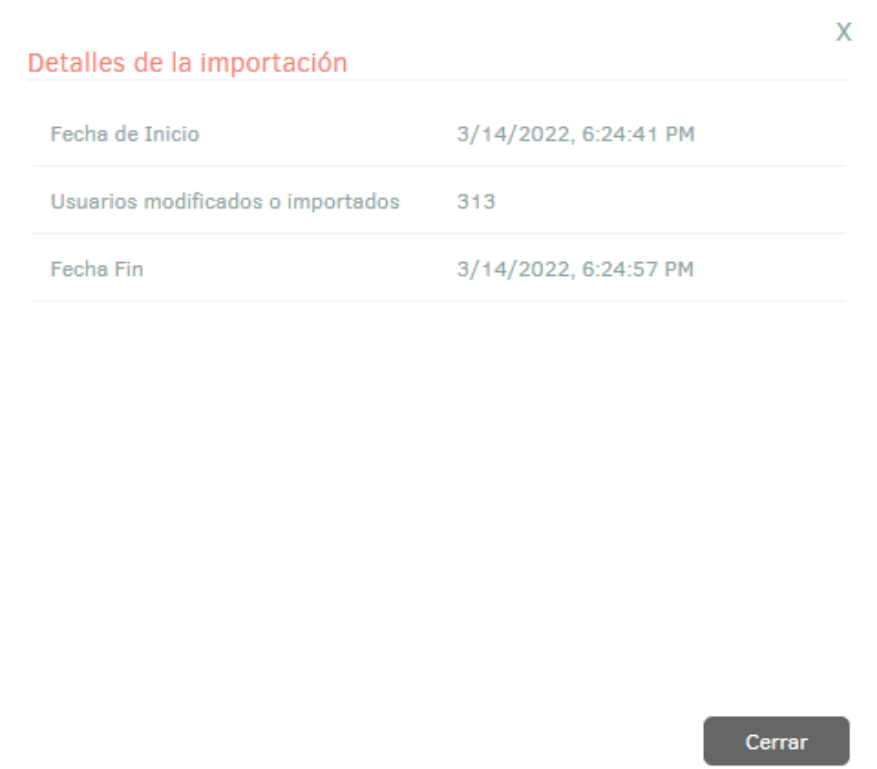 X
Detalles de la importación
Fecha de Inicio 3/14/2022, 6:24:41 PM
Usuarios modificados o importados 313
Fecha Fin 3/14/2022, 6:24:57 PM
Cerrar